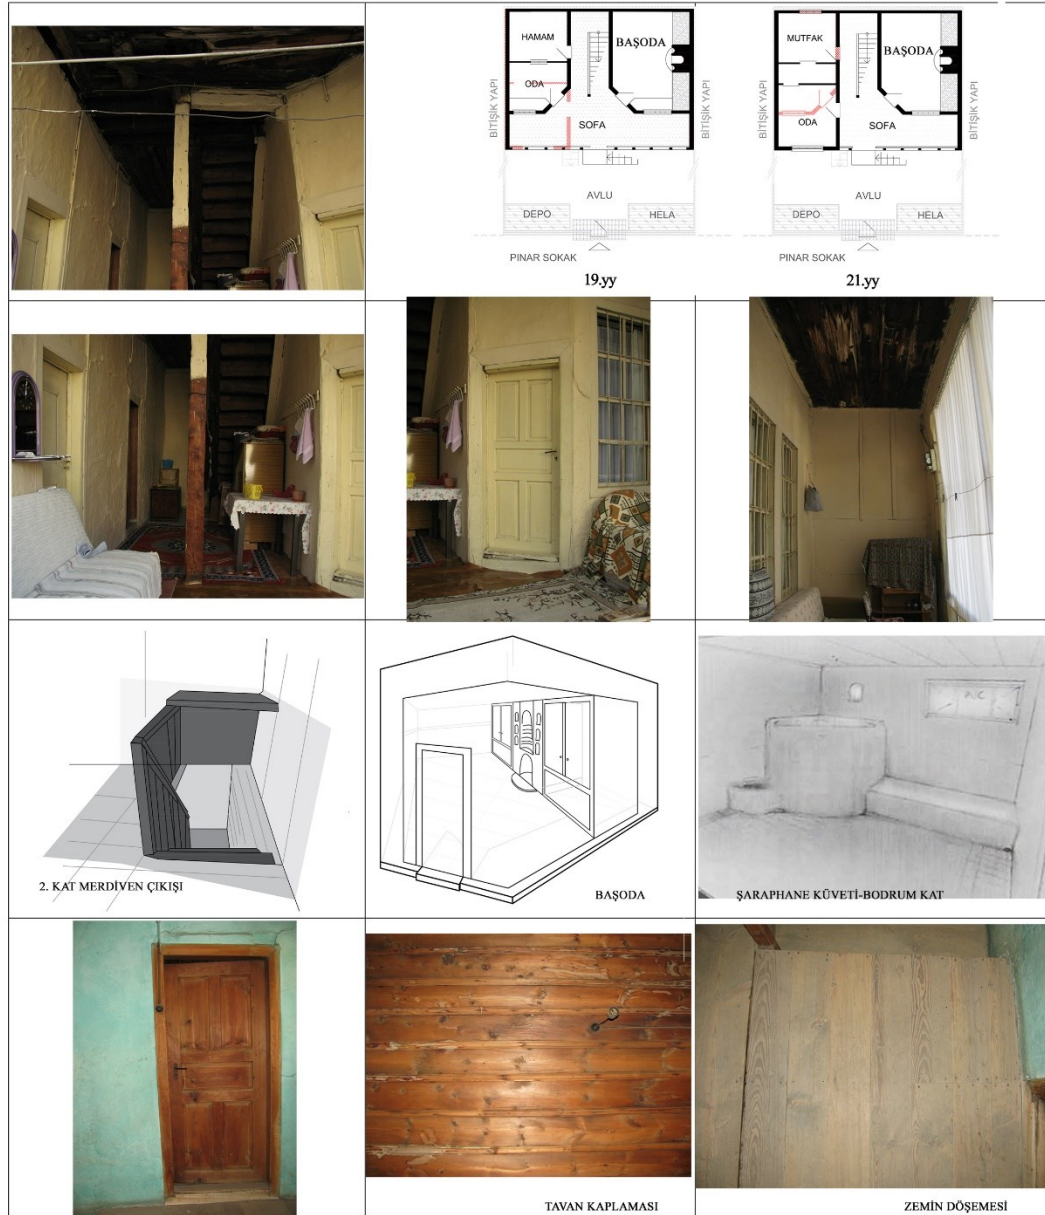 HAMAM
BAŞODA
ODA
SOFA
BİTİŞİK YAPI
BİTİŞİK YAPI
AVLU
DEPO
HELA
PINAR SOKAK
19.yy
MUTFAK
BAŞODA
ODA
SOFA
BİTİŞİK YAPI
BİTİŞİK YAPI
AVLU
DEPO
HELA
PINAR SOKAK
21.yy
2. KAT MERDİVEN ÇIKIŞI
BAŞODA
ŞARAPHANE KÜVETİ-BODRUM KAT
TAVAN KAPLAMASI
ZEMİN DÖŞEMESİ